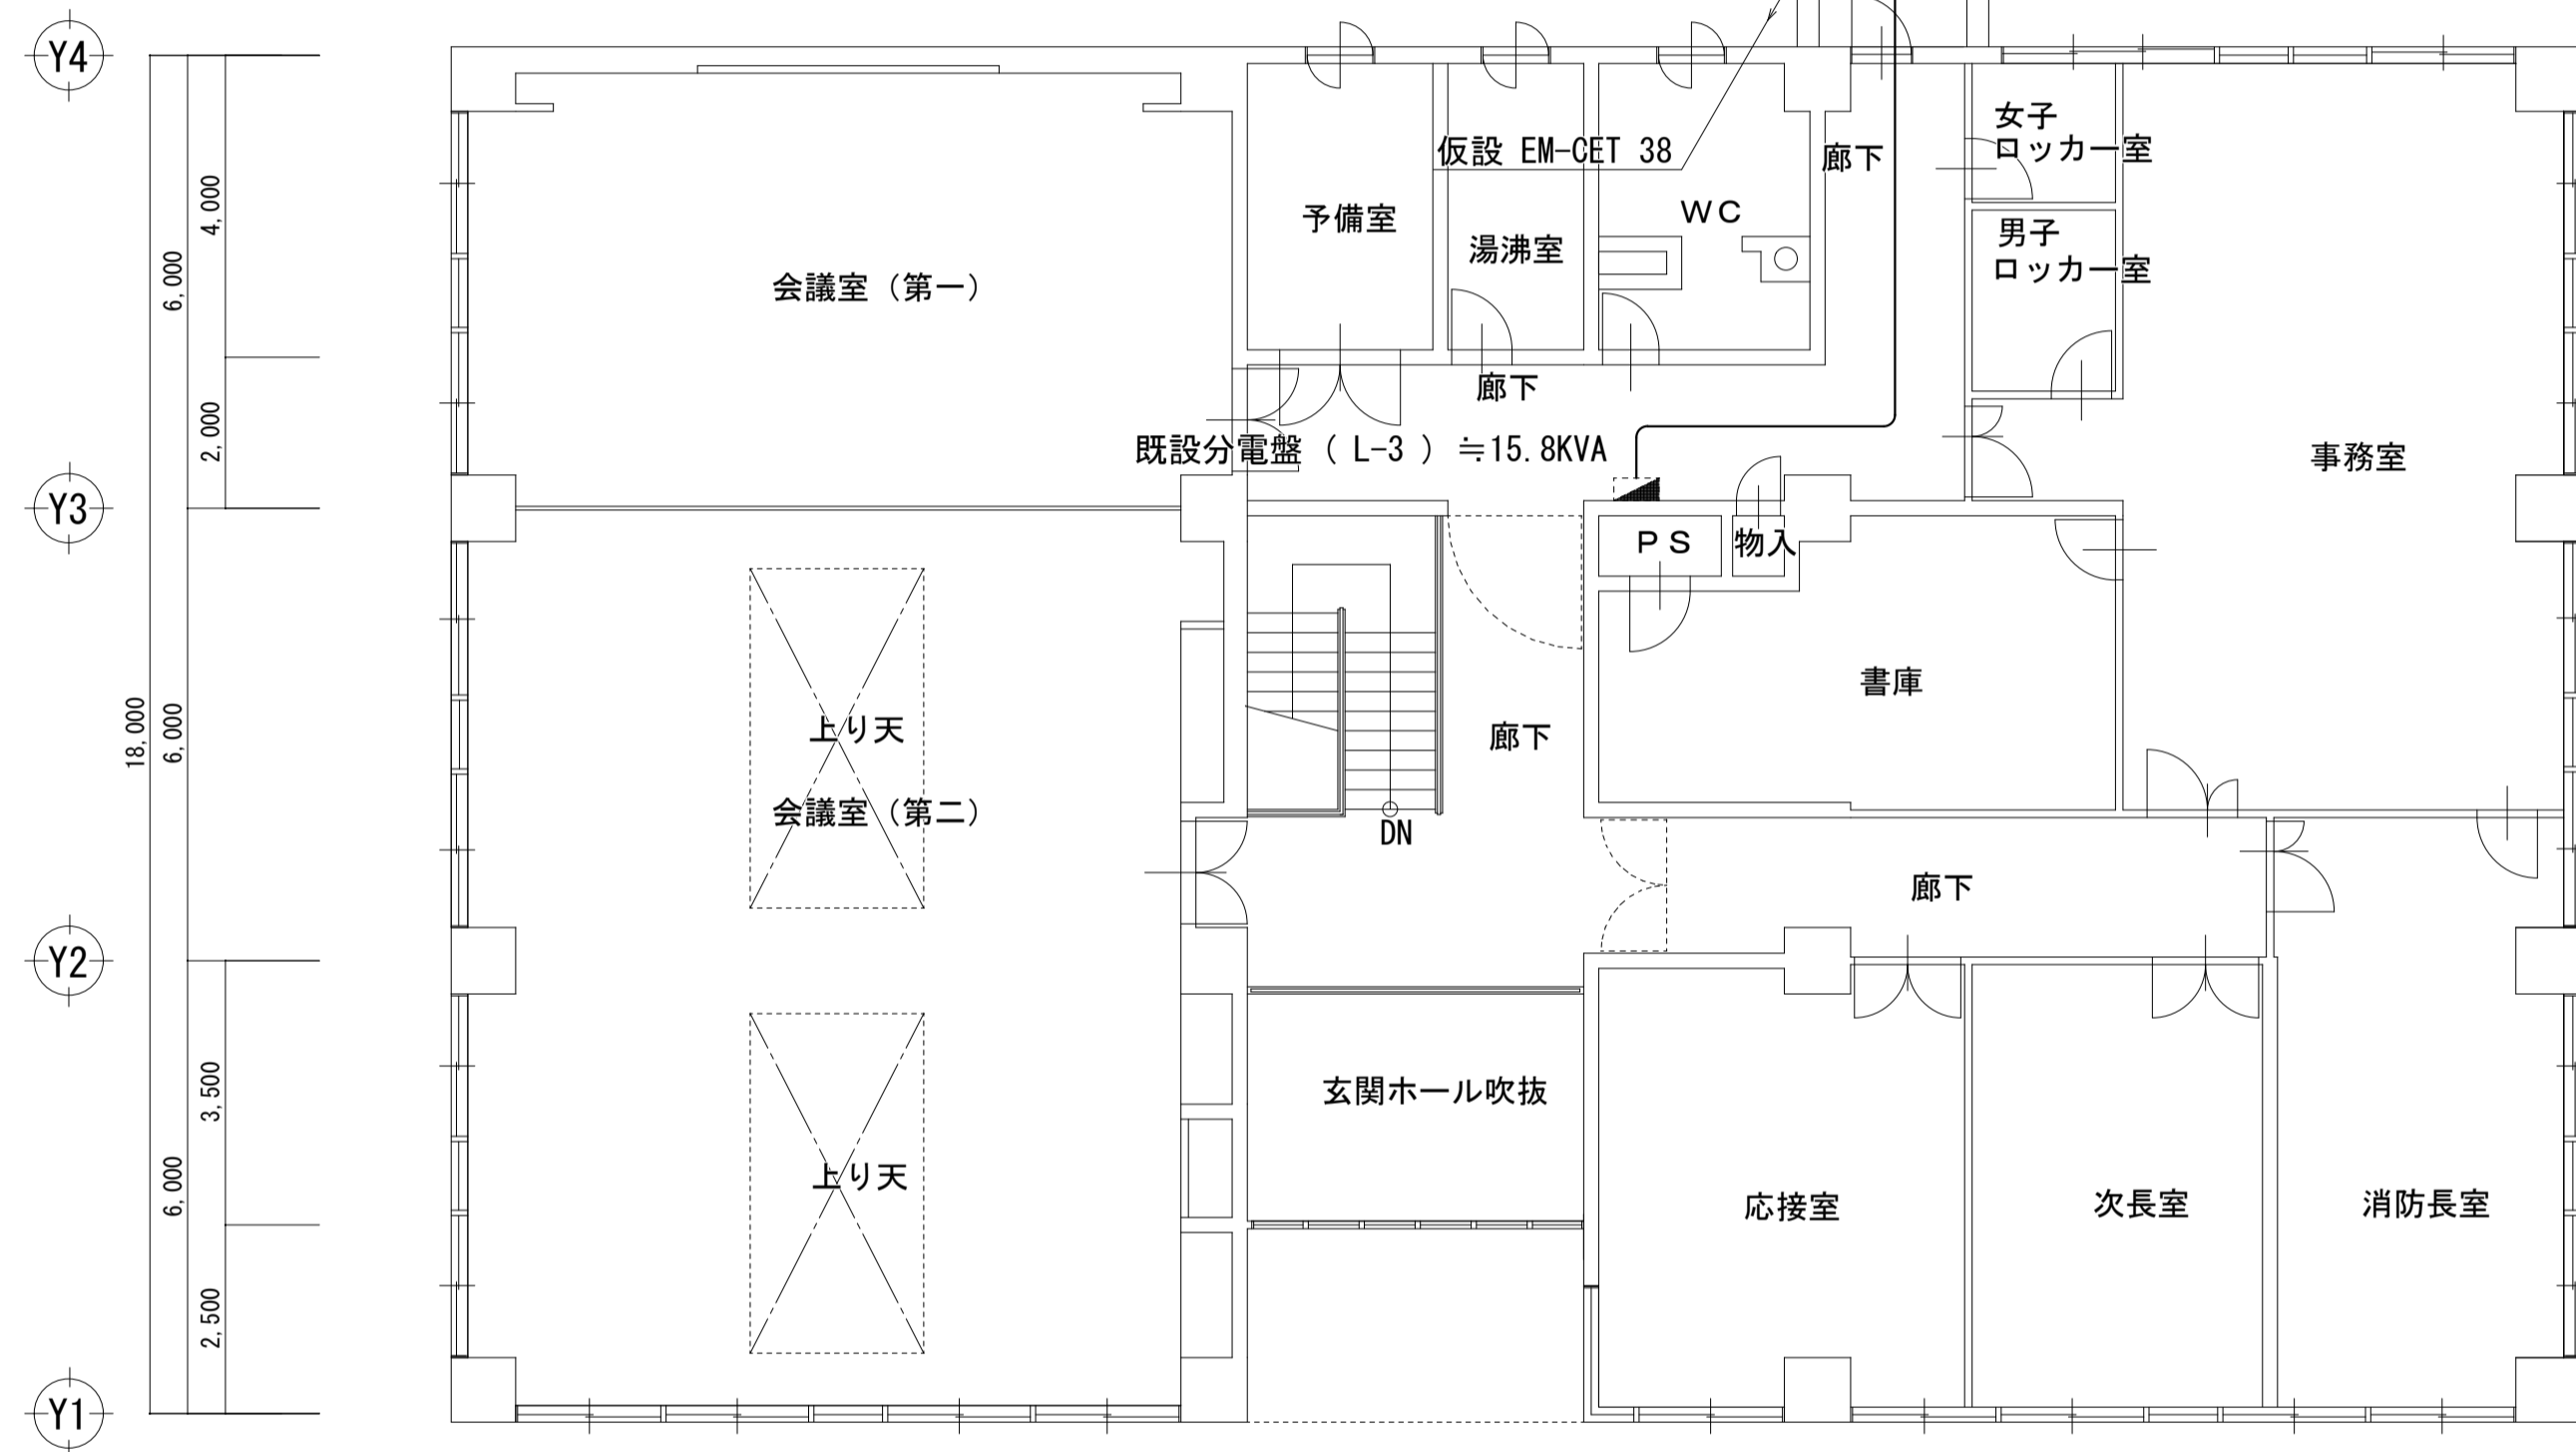 Y4
女子
ロッカー室
仮設 EM-CET 38
廊下
4,000
WC
予備室
男子
ロッカー室
湯沸室
6,000
会議室（第一）
廊下
2,000
既設分電盤 ( L-3 ) ≒15.8KVA
事務室
Y3
PS
物入
書庫
18,000
6,000
上り天
廊下
会議室（第二）
DN
廊下
Y2
3,500
玄関ホール吹抜
6,000
上り天
応接室
次長室
消防長室
2,500
Y1